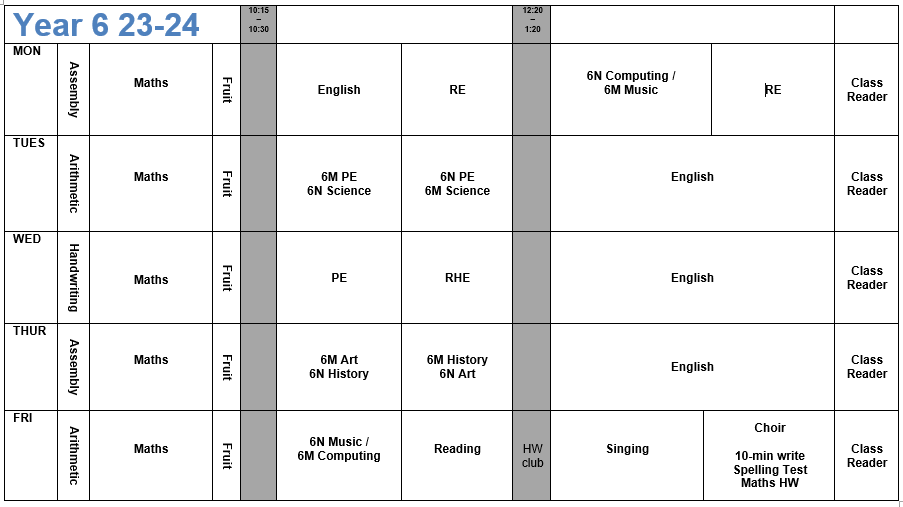 Year 6 23-24
10:15
–
10:30
12:20
–
1:20
MON
Assembly
Maths
Fruit
English
RE
6N Computing /
6M Music
RE
Class
Reader
TUES
Arithmetic
Maths
Fruit
6M PE
6N Science
6N PE
6M Science
English
Class
Reader
WED
Handwriting
Maths
Fruit
PE
RHE
English
Class
Reader
THUR
Assembly
Maths
Fruit
6M Art
6N History
6M History
6N Art
English
Class
Reader
FRI
Arithmetic
Maths
Fruit
6N Music /
6M Computing
Reading
HW
club
Singing
Choir
10-min write
Spelling Test
Maths HW
Class
Reader